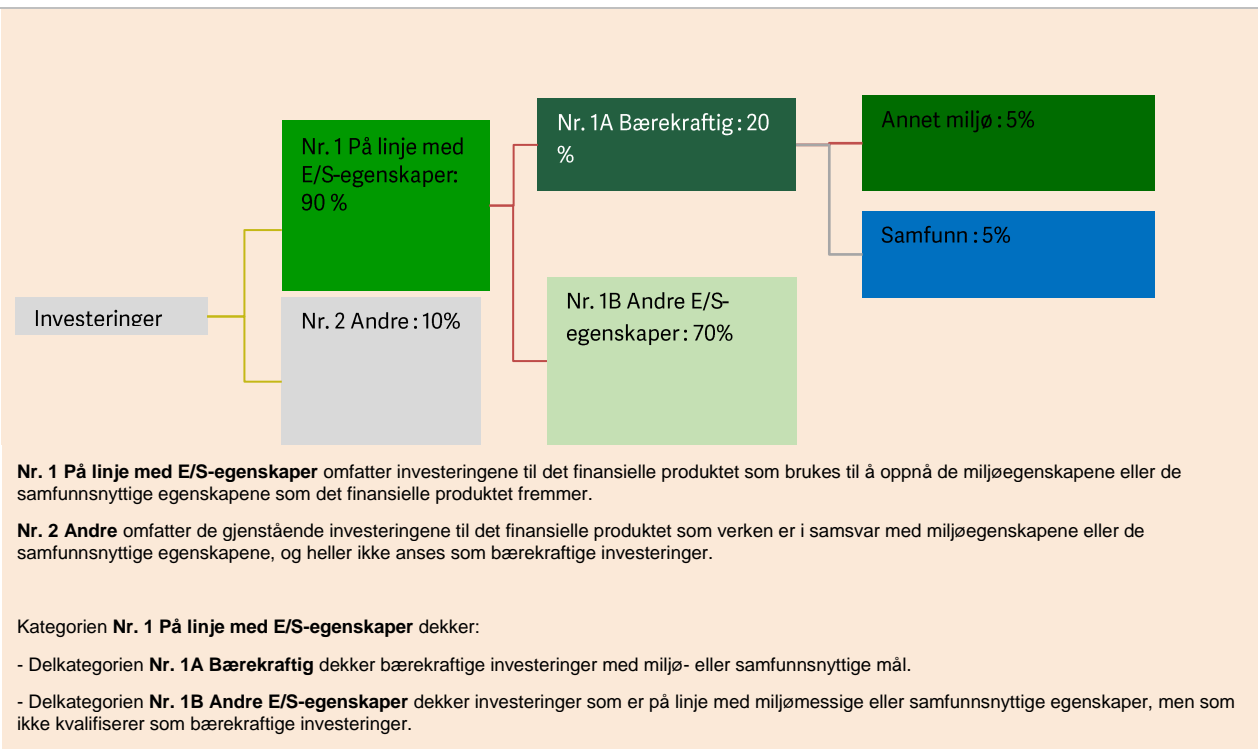 Investeringer
Nr. 1 På linje med
E/S-egenskaper:
90 %
Nr. 2 Andre : 10%
Nr. 1A Bærekraftig : 20
%
Nr. 1B Andre E/S-
egenskaper : 70%
Annet miljø : 5%
Samfunn : 5%
Nr. 1 På linje med E/S-egenskaper omfatter investeringene til det finansielle produktet som brukes til å oppnå de miljøegenskapene eller de
samfunnsnyttige egenskapene som det finansielle produktet fremmer.
Nr. 2 Andre omfatter de gjenstående investeringene til det finansielle produktet som verken er i samsvar med miljøegenskapene eller de
samfunnsnyttige egenskapene, og heller ikke anses som bærekraftige investeringer.
Kategorien Nr. 1 På linje med E/S-egenskaper dekker:
- Delkategorien Nr. 1A Bærekraftig dekker bærekraftige investeringer med miljø- eller samfunnsnyttige mål.
- Delkategorien Nr. 1B Andre E/S-egenskaper dekker investeringer som er på linje med miljømessige eller samfunnsnyttige egenskaper, men som
ikke kvalifiserer som bærekraftige investeringer.